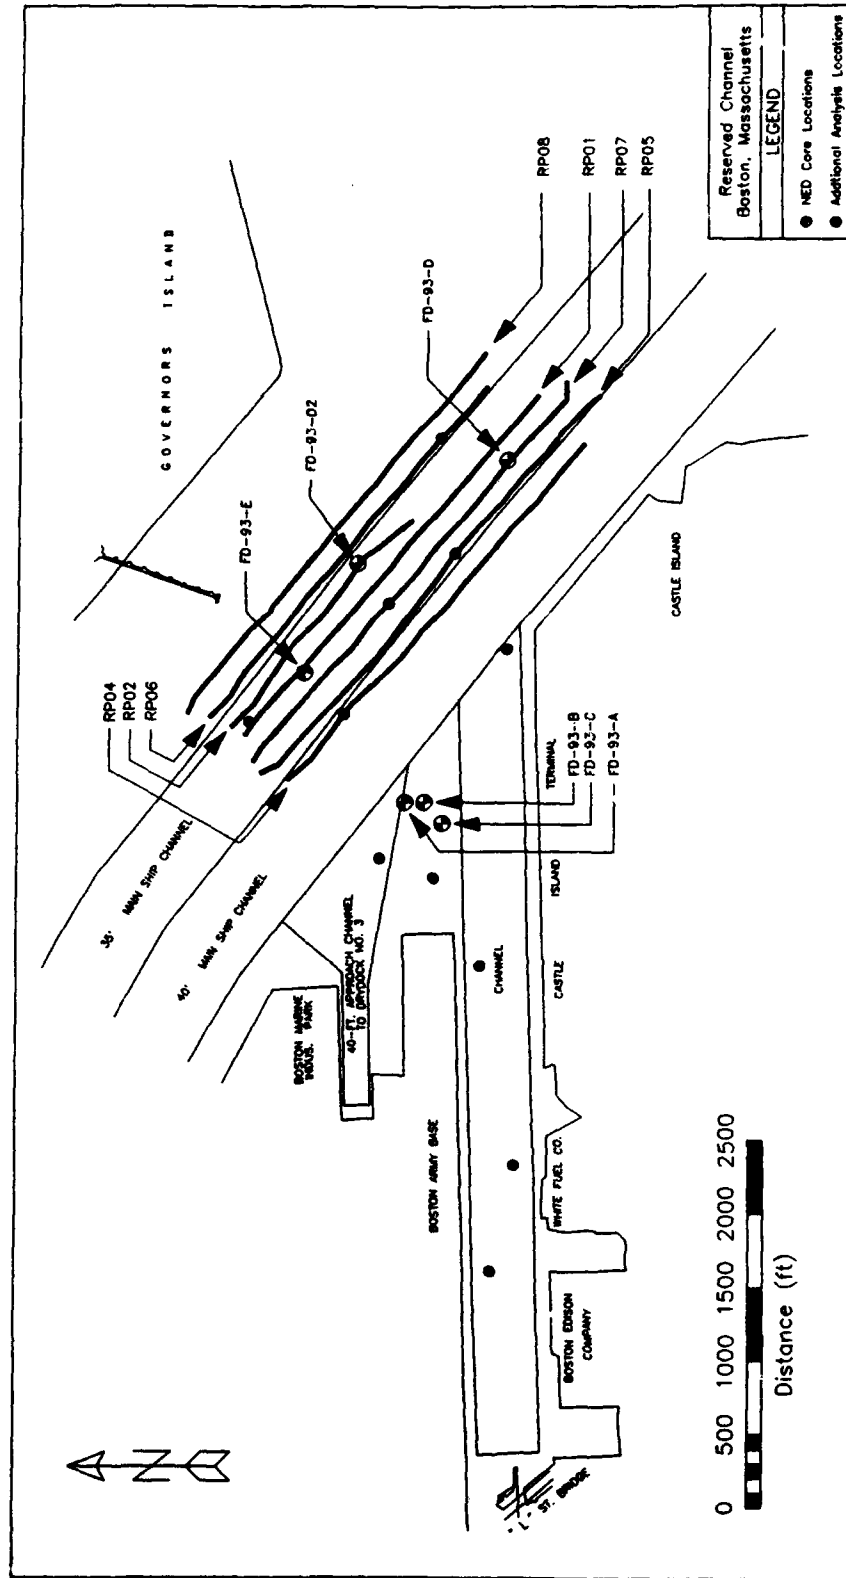 GOVERNORS ISLAND
RP08
RP01
RP07
RP05
FD-93-D
FD-93-D2
FD-93-E
RP04
RP02
RP06
35' MAIN SHIP CHANNEL
40' MAIN SHIP CHANNEL
CASTLE ISLAND
FD-93-B
FD-93-C
FD-93-A
BOSTON MARINE
INDUS. PARK
40-FT. APPROACH CHANNEL
TO DRYDOCK NO. 3
CHANNEL
CASTLE ISLAND TERMINAL
BOSTON ARMY BASE
WHITE FUEL CO.
BOSTON EDISON
COMPANY
"L" ST. BRIDGE
N
0 500 1000 1500 2000 2500
Distance (ft)
Reserved Channel
Boston, Massachusetts
LEGEND
NED Core Locations
Addtional Analysis Locations